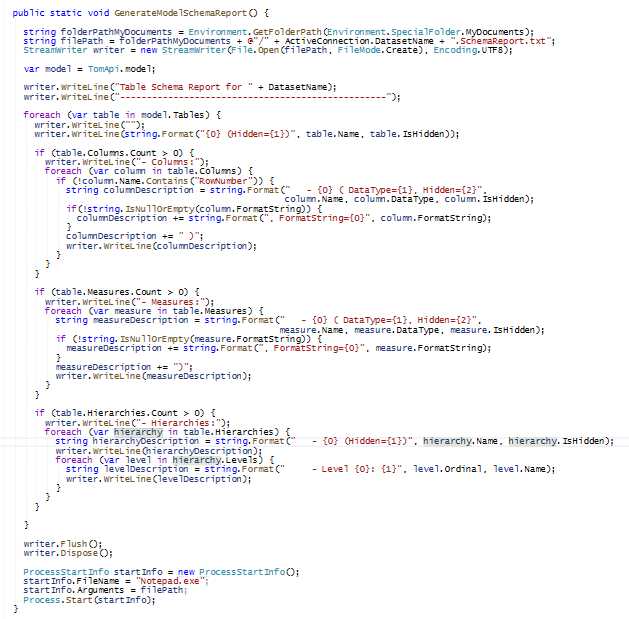 public static void GenerateModelSchemaReport() {
string folderPathMyDocuments = Environment.GetFolderPath(Environment.SpecialFolder.MyDocuments);
string filePath = folderPathMyDocuments + @"/" + ActiveConnection.DatasetName + ".SchemaReport.txt";
StreamWriter writer = new StreamWriter(File.Open(filePath, FileMode.Create), Encoding.UTF8);
var model = TomApi.model;
writer.WriteLine("Table Schema Report for " + DatasetName);
writer.WriteLine("--------------------------------------------------");
foreach (var table in model.Tables) {
writer.WriteLine("");
writer.WriteLine(string.Format("{0} (Hidden={1})", table.Name, table.IsHidden));
if (table.Columns.Count > 0) {
writer.WriteLine("- Columns:");
foreach (var column in table.Columns) {
if (!column.Name.Contains("RowNumber")) {
string columnDescription = string.Format("   - {0} ( DataType={1}, Hidden={2}",
column.Name, column.DataType, column.IsHidden);
if(!string.IsNullOrEmpty(column.FormatString)) {
columnDescription += string.Format(", FormatString={0}", column.FormatString);
}
columnDescription += " )";
writer.WriteLine(columnDescription);
}
}
}
if (table.Measures.Count > 0) {
writer.WriteLine("- Measures:");
foreach (var measure in table.Measures) {
string measureDescription = string.Format("   - {0} ( DataType={1}, Hidden={2}",
measure.Name, measure.DataType, measure.IsHidden);
if (!string.IsNullOrEmpty(measure.FormatString)) {
measureDescription += string.Format(", FormatString={0}", measure.FormatString);
}
measureDescription += ")";
writer.WriteLine(measureDescription);
}
}
if (table.Hierarchies.Count > 0) {
writer.WriteLine("- Hierarchies:");
foreach (var hierarchy in table.Hierarchies) {
string hierarchyDescription = string.Format("   - {0} (Hidden={1})", hierarchy.Name, hierarchy.IsHidden);
writer.WriteLine(hierarchyDescription);
foreach (var level in hierarchy.Levels) {
string levelDescription = string.Format("     - Level {0}: {1}", level.Ordinal, level.Name);
writer.WriteLine(levelDescription);
}
}
}
}
writer.Flush();
writer.Dispose();
ProcessStartInfo startInfo = new ProcessStartInfo();
startInfo.FileName = "Notepad.exe";
startInfo.Arguments = filePath;
Process.Start(startInfo);
}